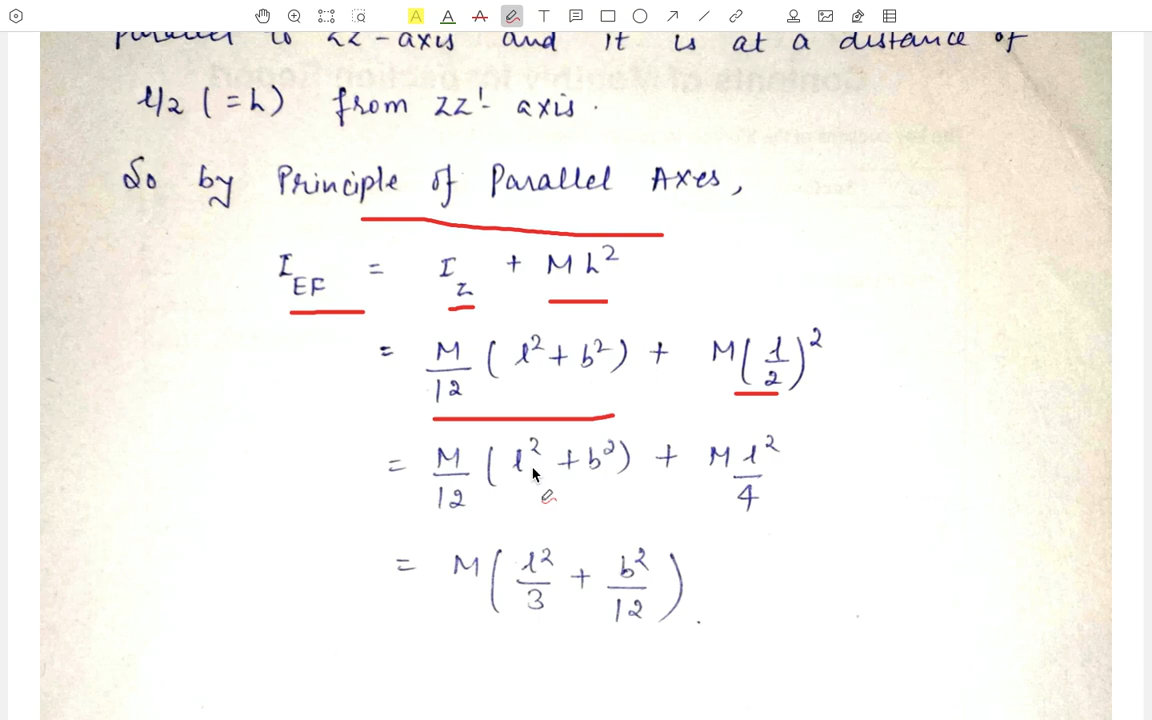 parallel to ZZ-axis and it is at a distance of
l/2 (=h) from ZZ'- axis.
So by Principle of Parallel Axes,
I_EF = I_z + Mh²
= M/12 (l² + b²) + M(l/2)²
= M/12 (l² + b²) + Ml²/4
= M(l²/3 + b²/12).